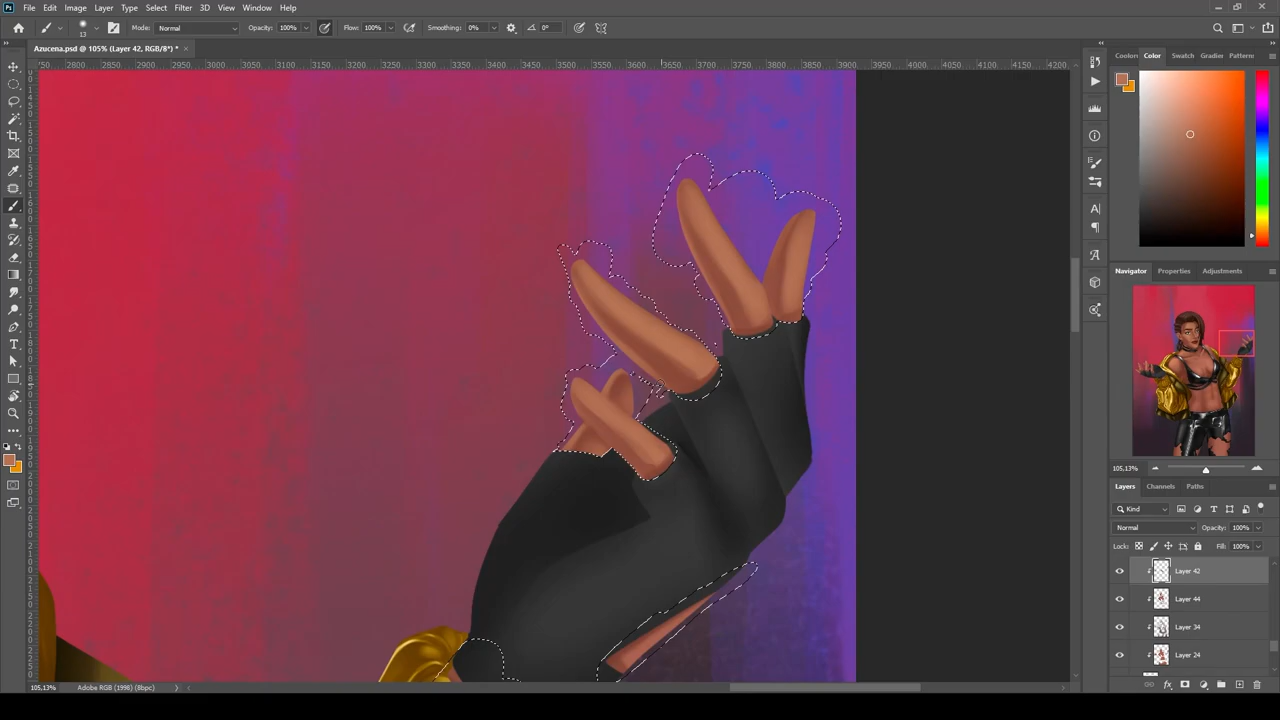 File Edit Image Layer Type Select Filter 3D View Window Help
13 Mode: Normal Opacity: 100% Flow: 100% Smoothing: 0% 0°
Azucena.psd @ 105% (Layer 42, RGB/8*) *
2800 2850 2900 2950 3000 3050 3100 3150 3200 3250 3300 3350 3400 3450 3500 3550 3600 3650 3700 3750 3800 3850 3900 3950 4000 4050 4100 4150 4200
Color Swatch Gradier Pattern
Navigator Properties Adjustments
105,13%
Layers Channels Paths
Kind
Normal Opacity: 100%
Lock: Fill: 100%
Layer 42
Layer 44
Layer 34
Layer 24
105,13% Adobe RGB (1998) (8bpc)